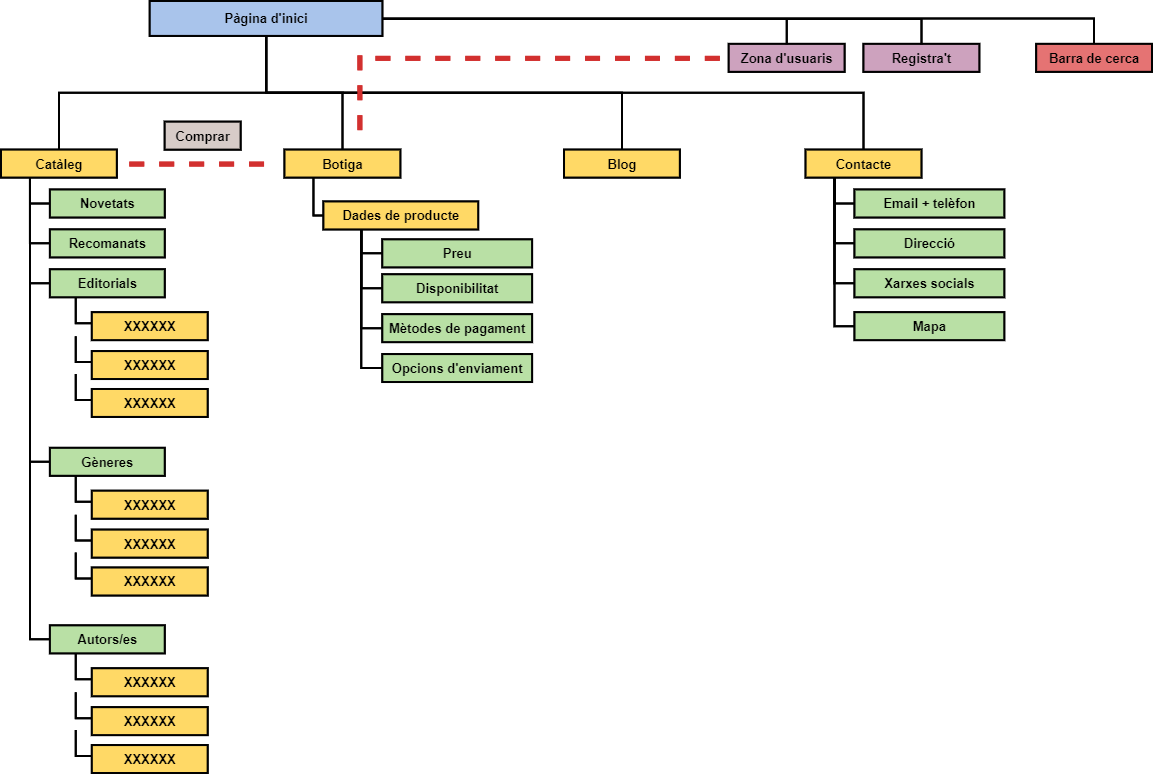 Pàgina d'inici
Zona d'usuaris
Registra't
Barra de cerca
Comprar
Catàleg
Botiga
Blog
Contacte
Novetats
Recomanats
Editorials
XXXXXX
XXXXXX
XXXXXX
Gèneres
XXXXXX
XXXXXX
XXXXXX
Autors/es
XXXXXX
XXXXXX
XXXXXX
Dades de producte
Preu
Disponibilitat
Mètodes de pagament
Opcions d'enviament
Email + telèfon
Direcció
Xarxes socials
Mapa